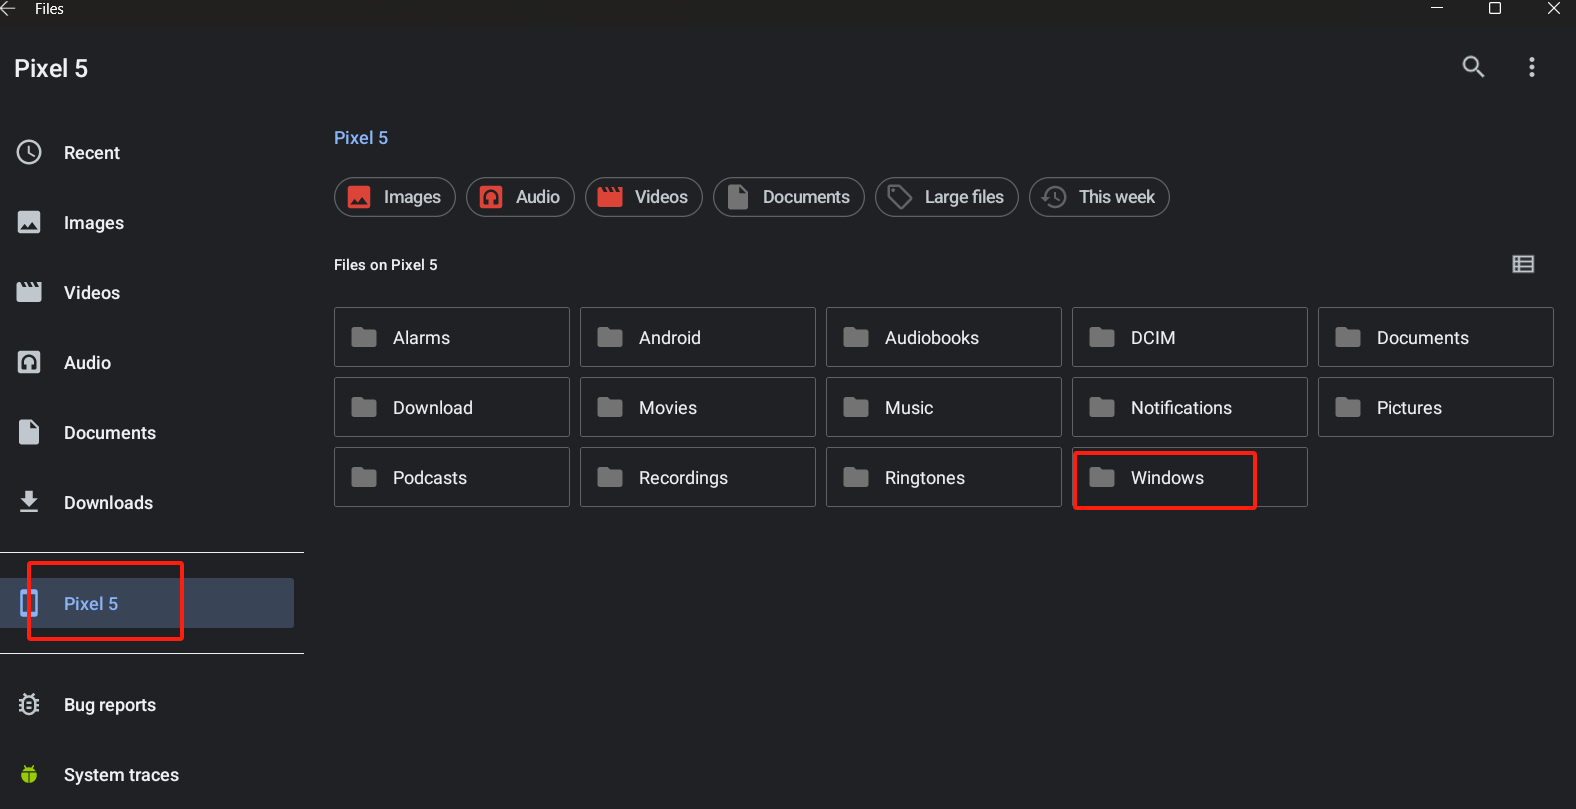 Files
Pixel 5
Recent
Images
Videos
Audio
Documents
Downloads
Pixel 5
Bug reports
System traces
Pixel 5
Images Audio Videos Documents Large files This week
Files on Pixel 5
Alarms Android Audiobooks DCIM Documents
Download Movies Music Notifications Pictures
Podcasts Recordings Ringtones Windows